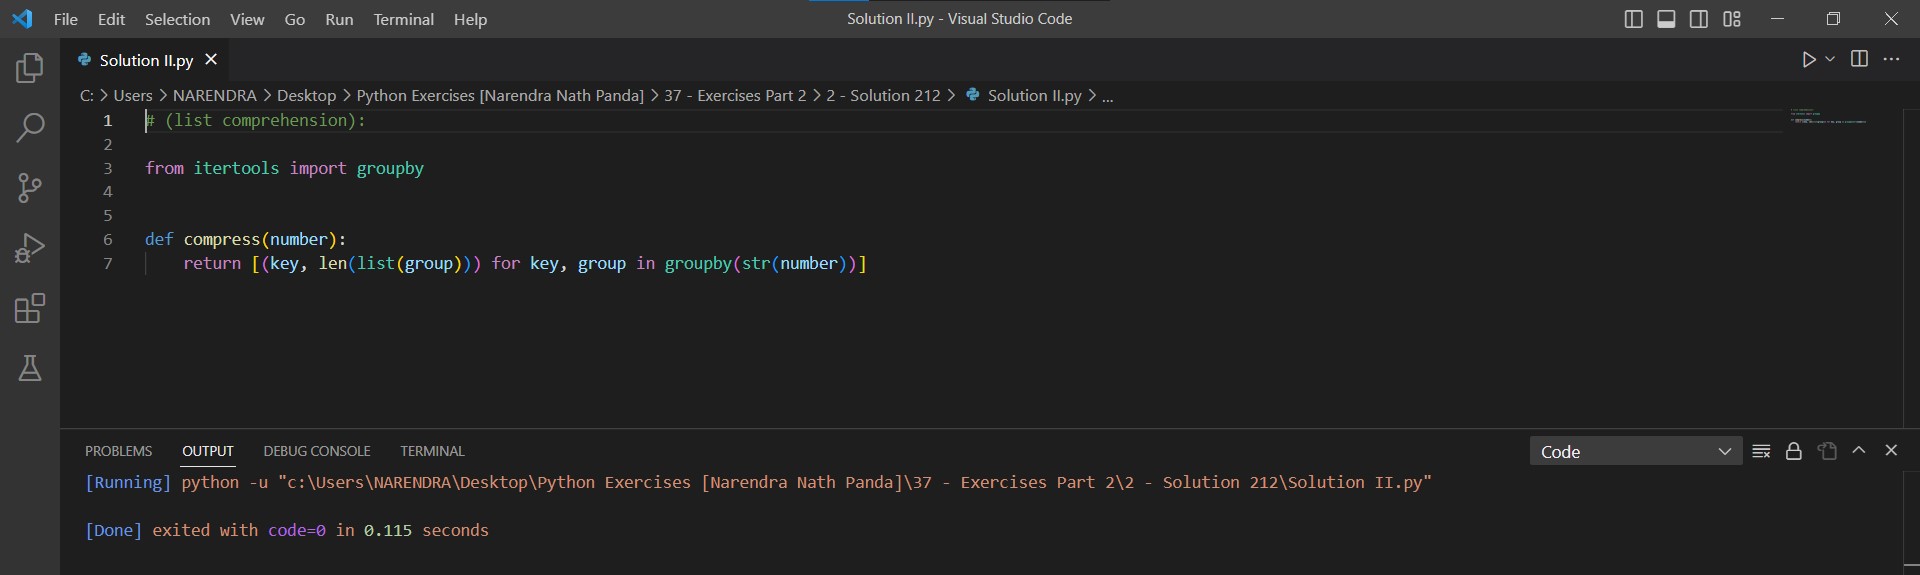 File Edit Selection View Go Run Terminal Help
Solution II.py - Visual Studio Code
Solution II.py
C: > Users > NARENDRA > Desktop > Python Exercises [Narendra Nath Panda] > 37 - Exercises Part 2 > 2 - Solution 212 > Solution II.py > ...
1 # (list comprehension):
2
3 from itertools import groupby
4
5
6 def compress(number):
7     return [(key, len(list(group))) for key, group in groupby(str(number))]
PROBLEMS OUTPUT DEBUG CONSOLE TERMINAL
Code
[Running] python -u "c:\Users\NARENDRA\Desktop\Python Exercises [Narendra Nath Panda]\37 - Exercises Part 2\2 - Solution 212\Solution II.py"
[Done] exited with code=0 in 0.115 seconds